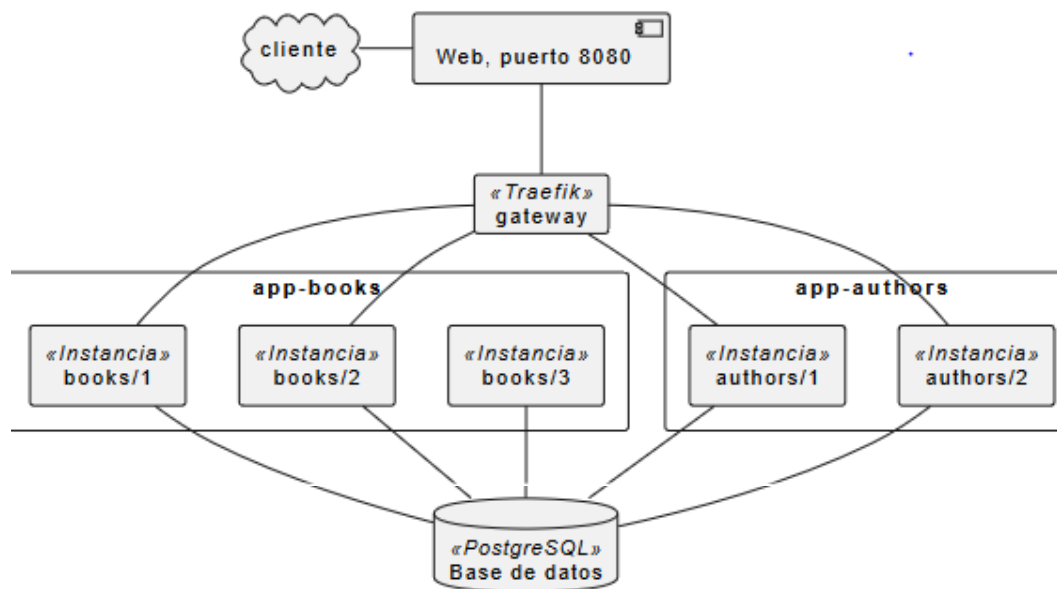 cliente
Web, puerto 8080
«Traefik»
gateway
app-books
app-authors
«Instancia»
books/1
«Instancia»
books/2
«Instancia»
books/3
«Instancia»
authors/1
«Instancia»
authors/2
«PostgreSQL»
Base de datos